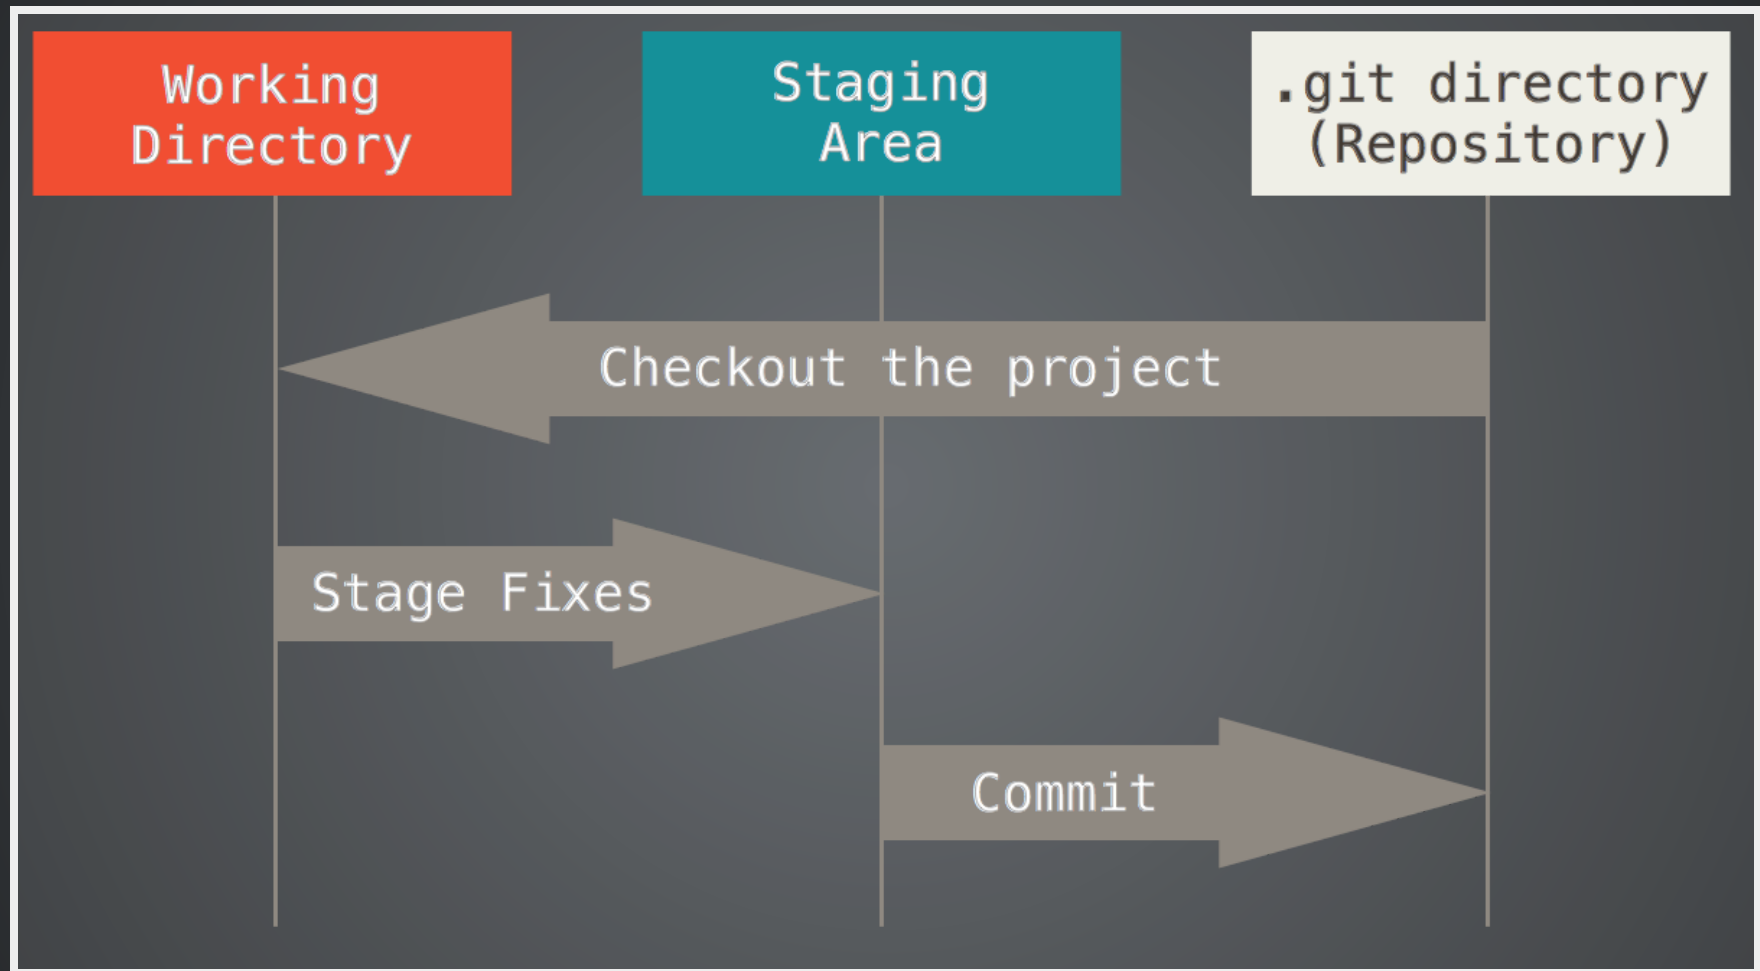 Working
Directory
Staging
Area
.git directory
(Repository)
Checkout the project
Stage Fixes
Commit